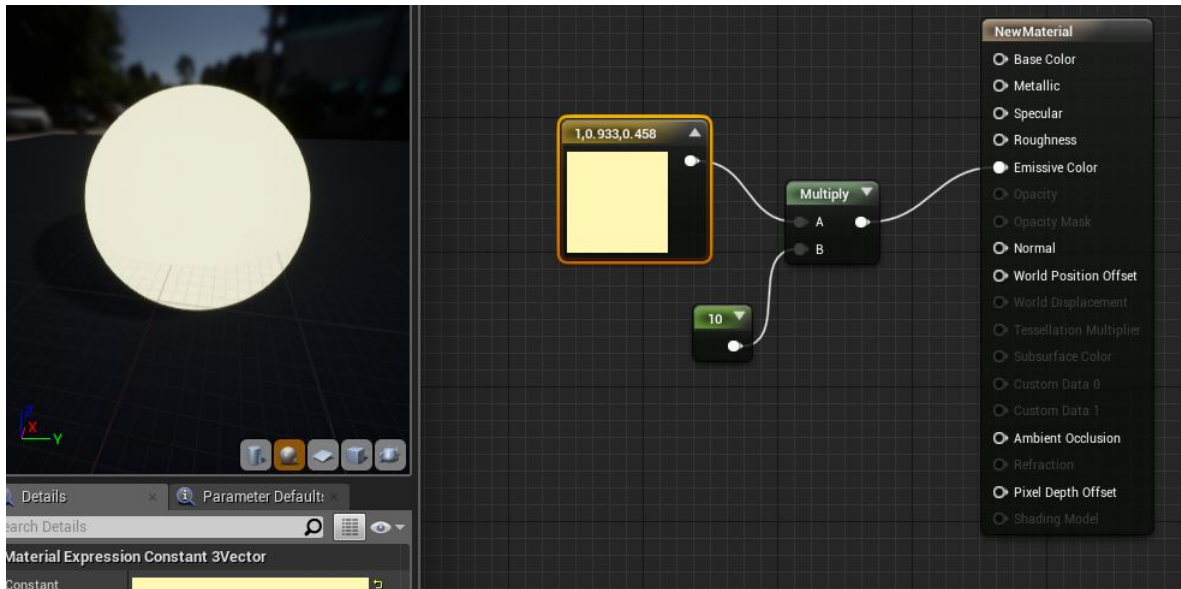 1,0.933,0.458
10
Multiply
A
B
NewMaterial
Base Color
Metallic
Specular
Roughness
Emissive Color
Opacity
Opacity Mask
Normal
World Position Offset
World Displacement
Tessellation Multiplier
Subsurface Color
Custom Data 0
Custom Data 1
Ambient Occlusion
Refraction
Pixel Depth Offset
Shading Model
Z
X
Y
Details
Parameter Defaults
earch Details
Material Expression Constant 3Vector
Constant